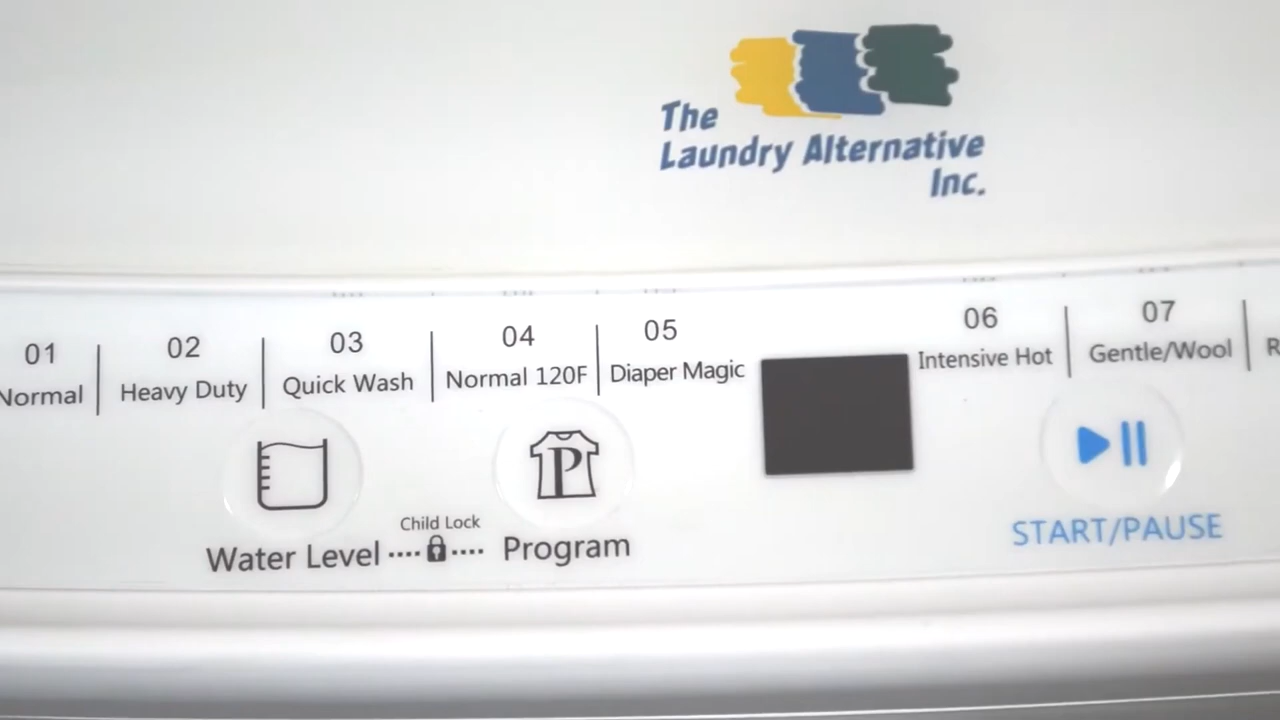 The
Laundry Alternative
Inc.
01 02 03 04 05 06 07
Normal Heavy Duty Quick Wash Normal 120F Diaper Magic Intensive Hot Gentle/Wool R
P
Child Lock
Water Level Program START/PAUSE